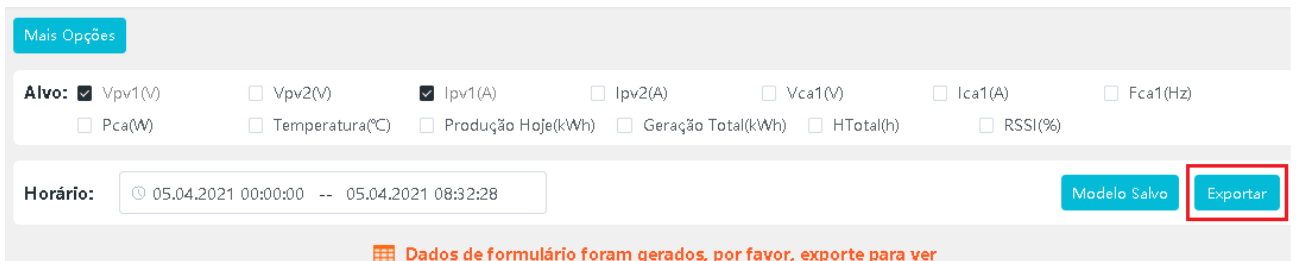 Mais Opções
Alvo: Vpv1(V) Vpv2(V) Ipv1(A) Ipv2(A) Vca1(V) Ica1(A) Fca1(Hz)
Pca(W) Temperatura(℃) Produção Hoje(kWh) Geração Total(kWh) HTotal(h) RSSI(%)
Horário: 05.04.2021 00:00:00 -- 05.04.2021 08:32:28 Modelo Salvo Exportar
Dados de formulário foram gerados, por favor, exporte para ver